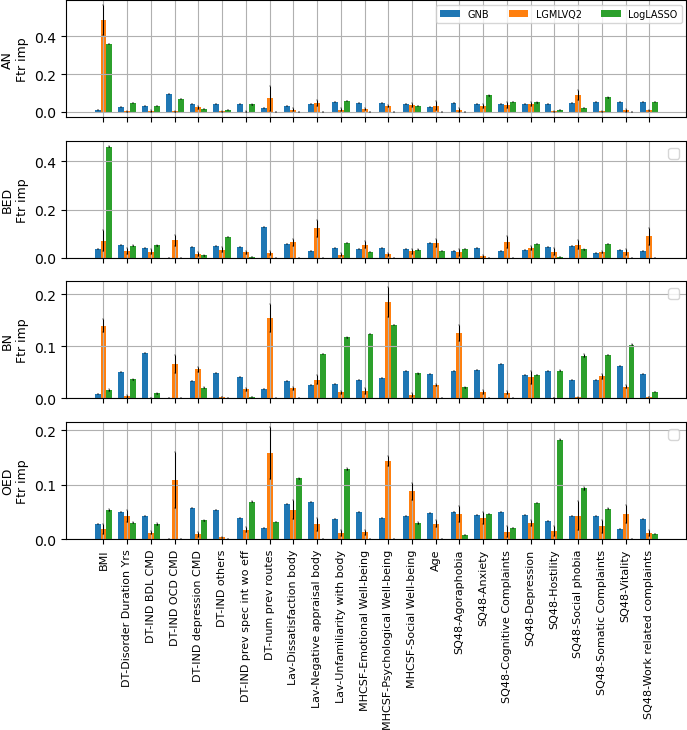 GNB LGMLVQ2 LogLASSO
AN
Ftr imp
0.4
0.2
0.0
BED
Ftr imp
0.4
0.2
0.0
BN
Ftr imp
0.2
0.1
0.0
OED
Ftr imp
0.2
0.1
0.0
BMI
DT-Disorder Duration Yrs
DT-IND BDL CMD
DT-IND OCD CMD
DT-IND depression CMD
DT-IND others
DT-IND prev spec int wo eff
DT-num prev routes
Lav-Dissatisfaction body
Lav-Negative appraisal body
Lav-Unfamiliarity with body
MHCSF-Emotional Well-being
MHCSF-Psychological Well-being
MHCSF-Social Well-being
Age
SQ48-Agoraphobia
SQ48-Anxiety
SQ48-Cognitive Complaints
SQ48-Depression
SQ48-Hostility
SQ48-Social phobia
SQ48-Somatic Complaints
SQ48-Vitality
SQ48-Work related complaints